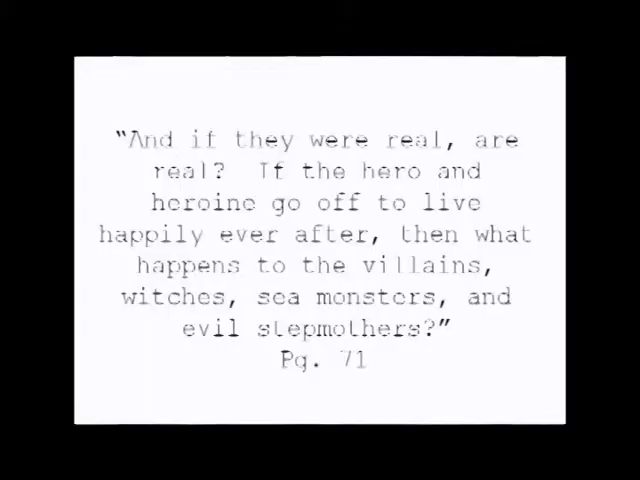 “And if they were real, are
real? If the hero and
heroine go off to live
happily ever after, then what
happens to the villains,
witches, sea monsters, and
evil stepmothers?”
Pg. 71